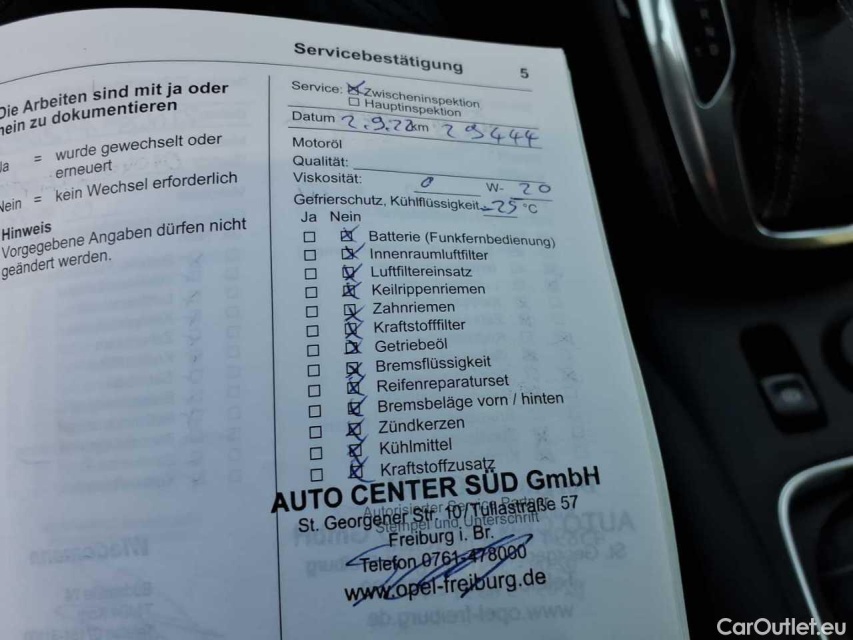 Servicebestätigung
5
Die Arbeiten sind mit ja oder
nein zu dokumentieren
Ja = wurde gewechselt oder
erneuert
Nein = kein Wechsel erforderlich
Hinweis
Vorgegebene Angaben dürfen nicht
geändert werden.
Service: Zwischeninspektion
Hauptinspektion
Datum 2.9.22 km 29444
Motoröl
Qualität:
Viskosität: 0 W- 20
Gefrierschutz, Kühlflüssigkeit -25 °C
Ja Nein
Batterie (Funkfernbedienung)
Innenraumluftfilter
Luftfiltereinsatz
Keilrippenriemen
Zahnriemen
Kraftstofffilter
Getriebeöl
Bremsflüssigkeit
Reifenreparaturset
Bremsbeläge vorn / hinten
Zündkerzen
Kühlmittel
Kraftstoffzusatz
AUTO CENTER SÜD GmbH
Autorisierter Service Partner
St. Georgener Str. 10/Tullastraße 57
Stempel und Unterschrift
Freiburg i. Br.
Telefon 0761-478000
www.opel-freiburg.de
CarOutlet.eu